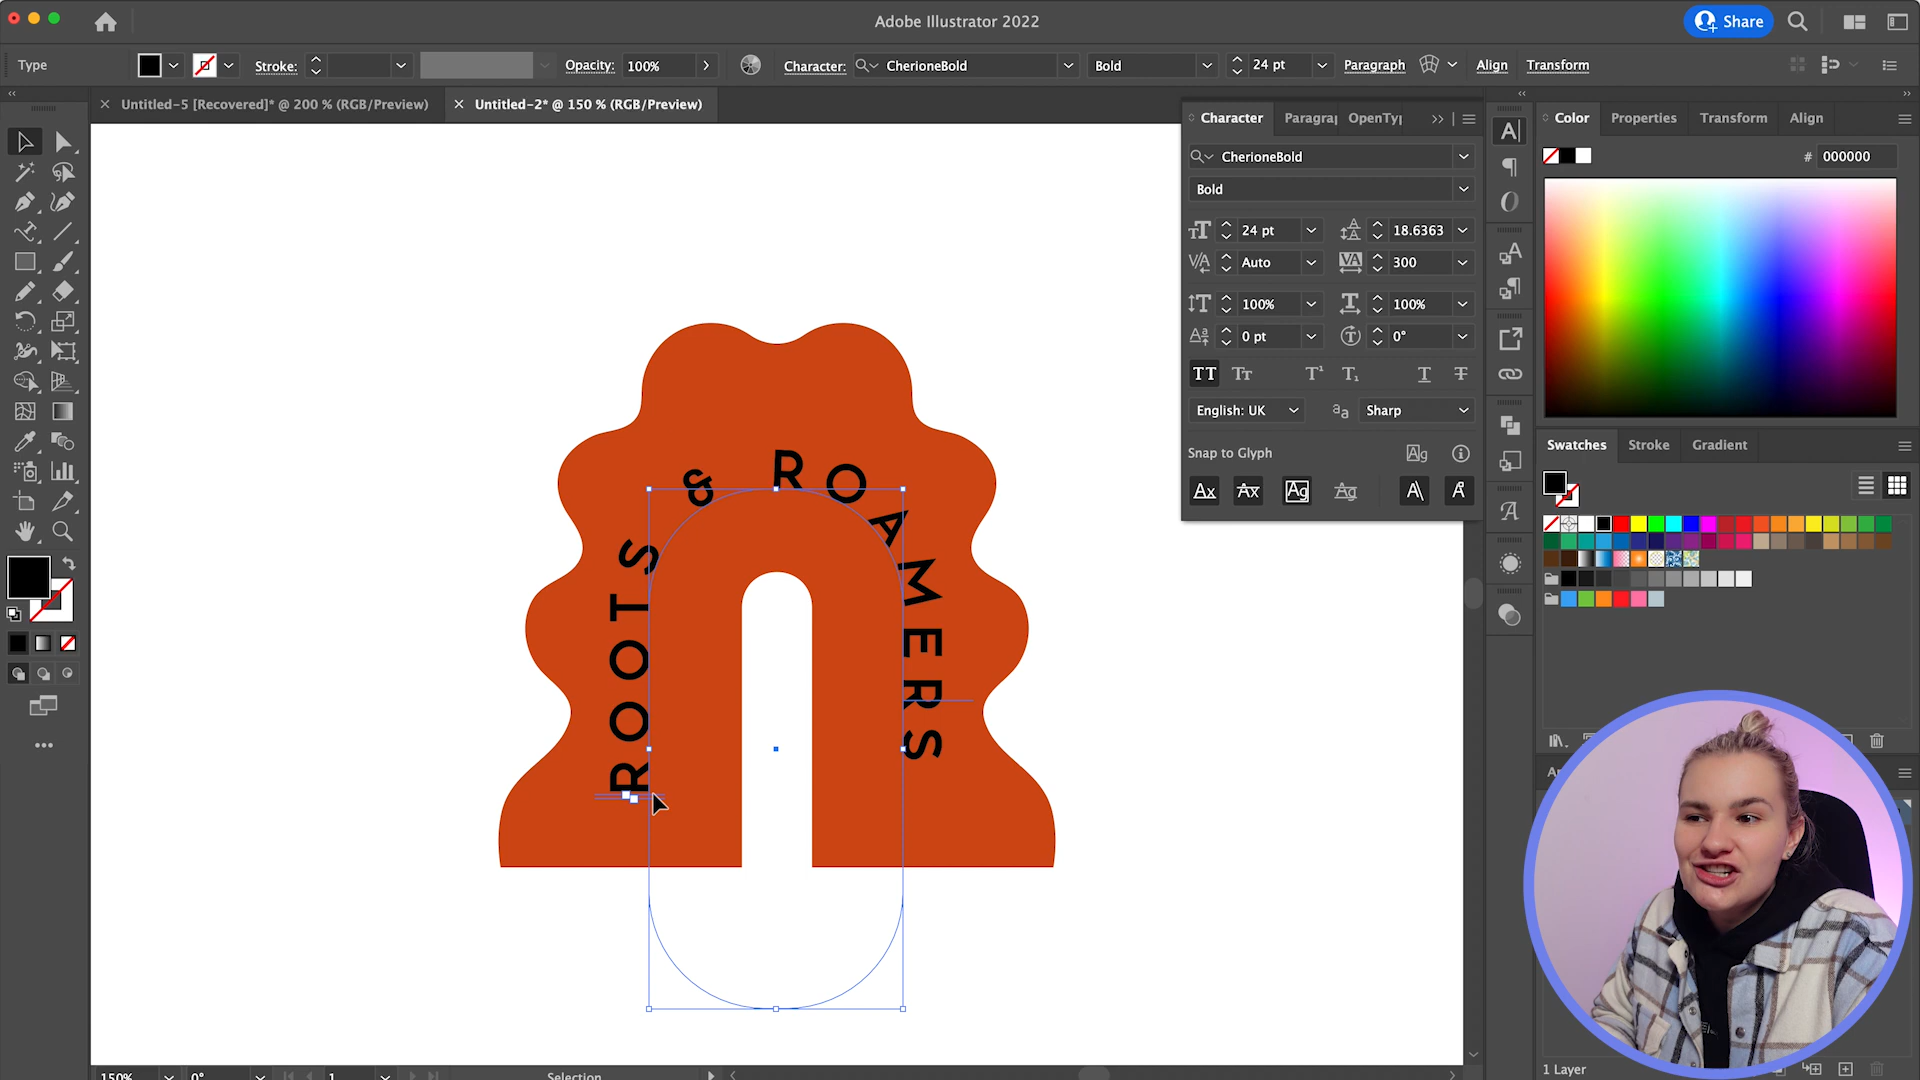 Adobe Illustrator 2022
Share
Type
Stroke:
Opacity:
100%
Character:
CherioneBold
Bold
24 pt
Paragraph
Align
Transform
Untitled-5 [Recovered]* @ 200 % (RGB/Preview)
Untitled-2* @ 150 % (RGB/Preview)
Character
Paragraj
OpenTy
Color
Properties
Transform
Align
CherioneBold
# 000000
Bold
24 pt
18.6363
Auto
300
100%
100%
0 pt
0°
English: UK
Sharp
Snap to Glyph
Swatches
Stroke
Gradient
ROOTS & ROAMERS
150%
0°
1
Selection
1 Layer